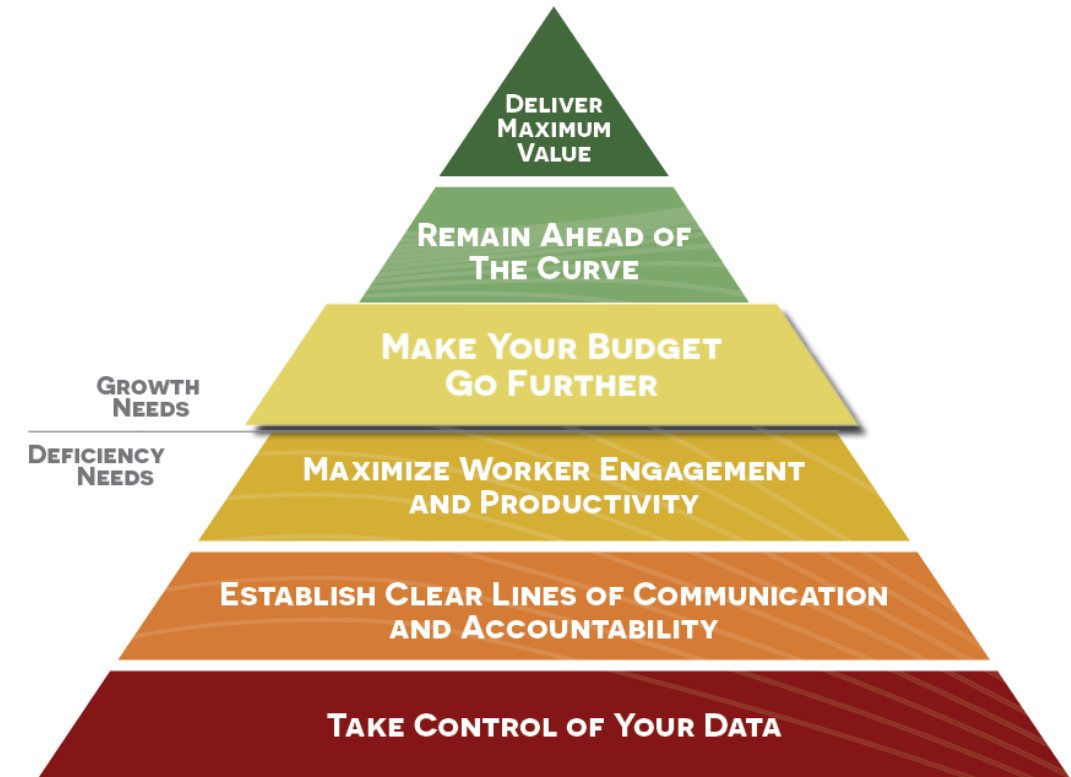 Deliver
Maximum
Value
Remain Ahead of
The Curve
Make Your Budget
Go Further
Growth
Needs
Deficiency
Needs
Maximize Worker Engagement
and Productivity
Establish Clear Lines of Communication
and Accountability
Take Control of Your Data